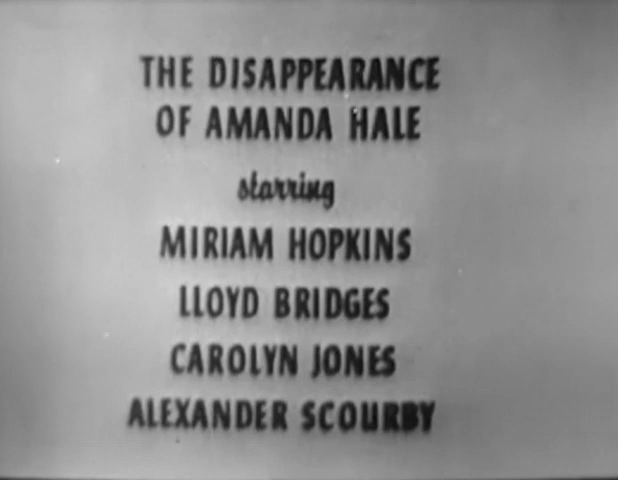 THE DISAPPEARANCE
OF AMANDA HALE
starring
MIRIAM HOPKINS
LLOYD BRIDGES
CAROLYN JONES
ALEXANDER SCOURBY